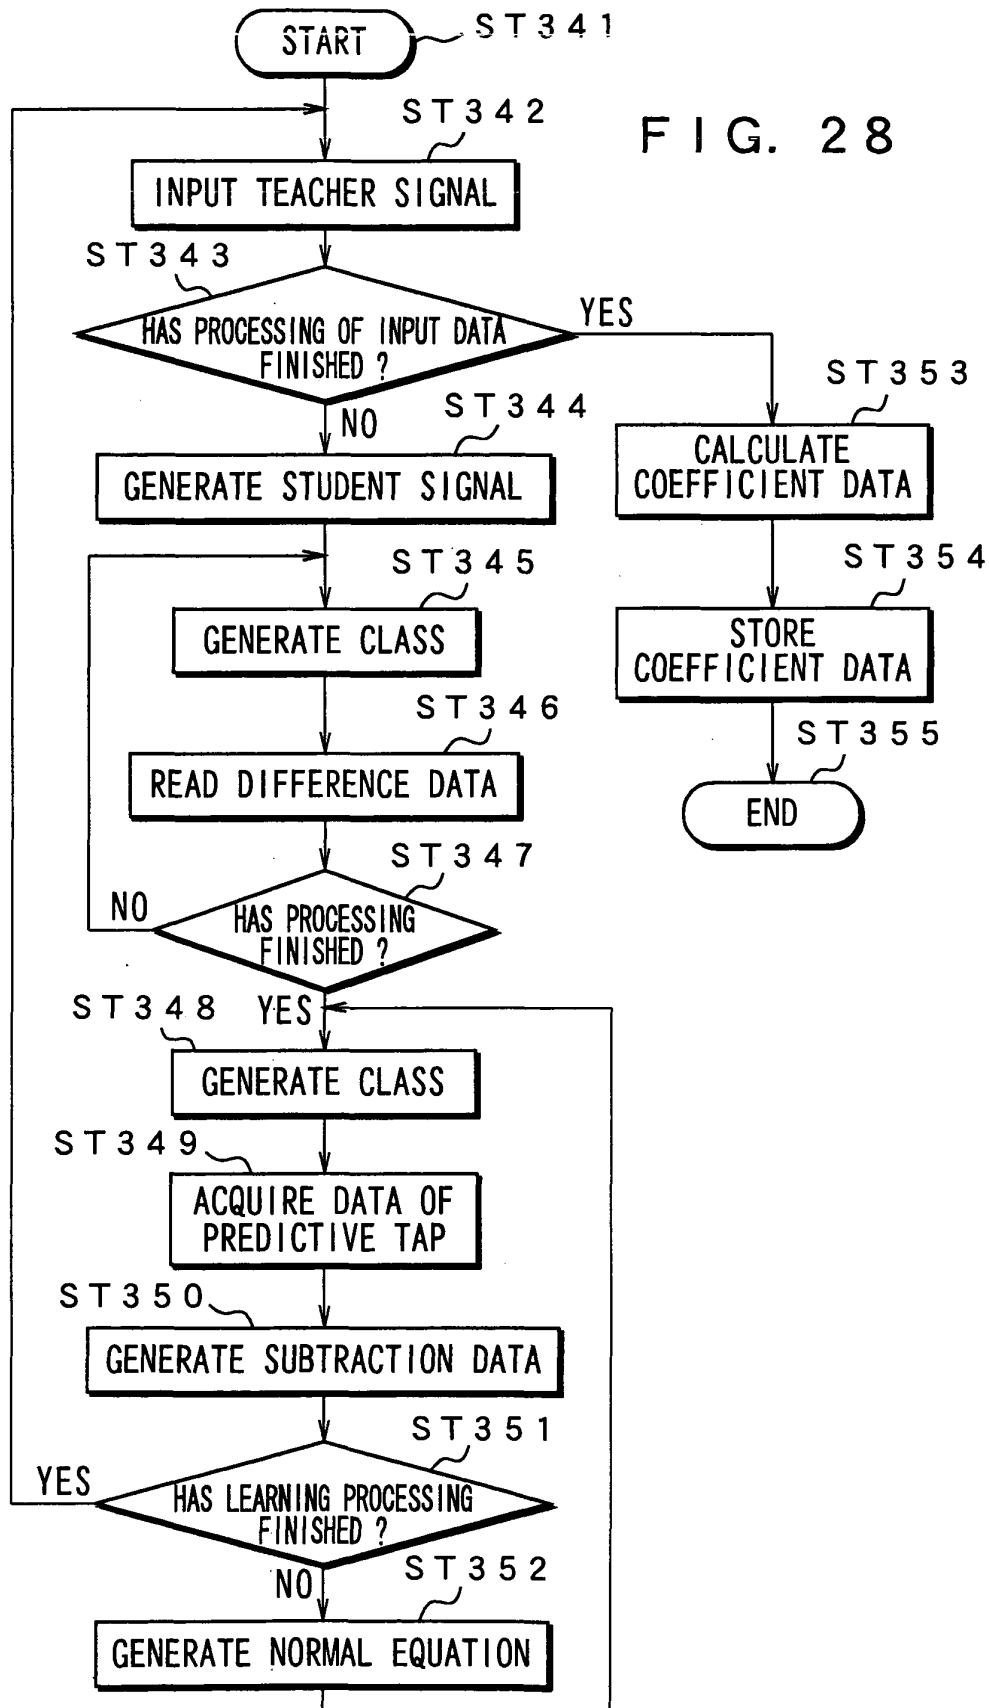 START
ST341
FIG. 28
ST342
INPUT TEACHER SIGNAL
ST343
HAS PROCESSING OF INPUT DATA
FINISHED ?
YES
NO
ST344
GENERATE STUDENT SIGNAL
ST345
GENERATE CLASS
ST346
READ DIFFERENCE DATA
ST347
HAS PROCESSING
FINISHED ?
NO
YES
ST348
GENERATE CLASS
ST349
ACQUIRE DATA OF
PREDICTIVE TAP
ST350
GENERATE SUBTRACTION DATA
ST351
HAS LEARNING PROCESSING
FINISHED ?
YES
NO
ST352
GENERATE NORMAL EQUATION
ST353
CALCULATE
COEFFICIENT DATA
ST354
STORE
COEFFICIENT DATA
ST355
END